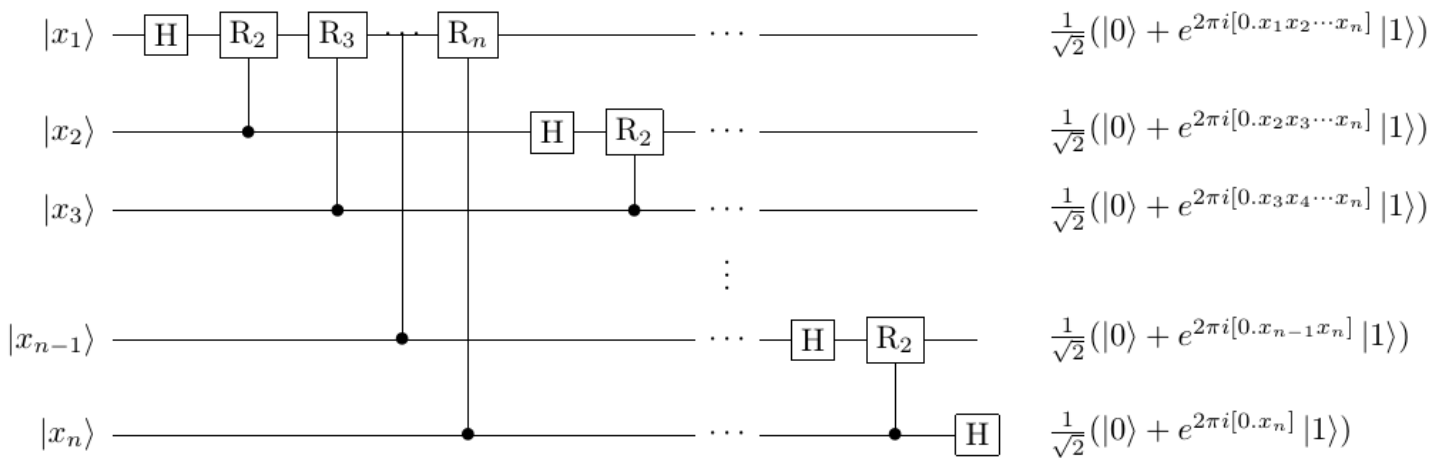 |x₁⟩ H R₂ R₃ ··· Rₙ ··· 1/√2(|0⟩ + e^{2πi[0.x₁x₂···xₙ]} |1⟩)
|x₂⟩ H R₂ ··· 1/√2(|0⟩ + e^{2πi[0.x₂x₃···xₙ]} |1⟩)
|x₃⟩ ··· 1/√2(|0⟩ + e^{2πi[0.x₃x₄···xₙ]} |1⟩)
⋮
|xₙ₋₁⟩ ··· H R₂ 1/√2(|0⟩ + e^{2πi[0.xₙ₋₁xₙ]} |1⟩)
|xₙ⟩ ··· H 1/√2(|0⟩ + e^{2πi[0.xₙ]} |1⟩)